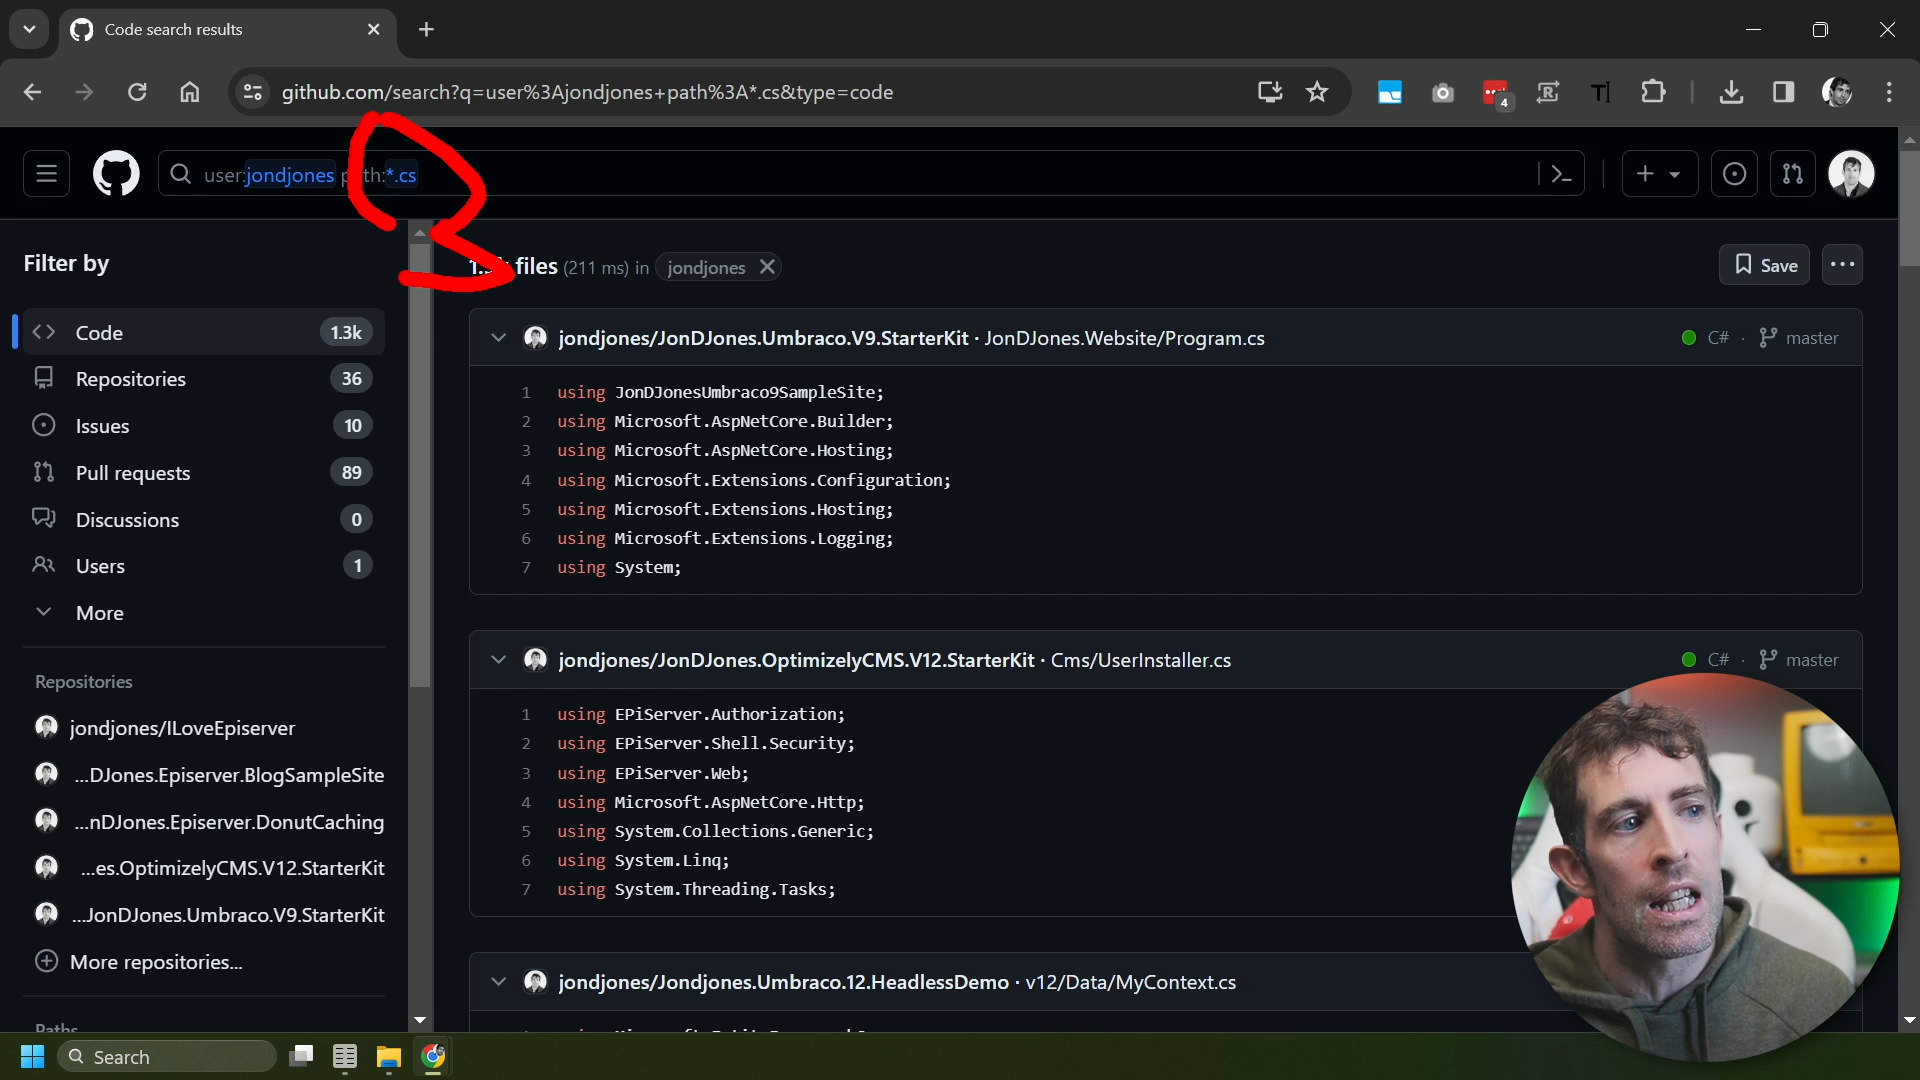 Code search results
github.com/search?q=user%3Ajondjones+path%3A*.cs&type=code
4
user:jondjones path:*.cs
Filter by
files (211 ms) in jondjones
Save
Code 1.3k
Repositories 36
Issues 10
Pull requests 89
Discussions 0
Users 1
More
Repositories
jondjones/ILoveEpiserver
...DJones.Episerver.BlogSampleSite
...nDJones.Episerver.DonutCaching
...es.OptimizelyCMS.V12.StarterKit
...JonDJones.Umbraco.V9.StarterKit
More repositories...
Paths
jondjones/JonDJones.Umbraco.V9.StarterKit · JonDJones.Website/Program.cs
C# · master
1 using JonDJonesUmbraco9SampleSite;
2 using Microsoft.AspNetCore.Builder;
3 using Microsoft.AspNetCore.Hosting;
4 using Microsoft.Extensions.Configuration;
5 using Microsoft.Extensions.Hosting;
6 using Microsoft.Extensions.Logging;
7 using System;
jondjones/JonDJones.OptimizelyCMS.V12.StarterKit · Cms/UserInstaller.cs
C# · master
1 using EPiServer.Authorization;
2 using EPiServer.Shell.Security;
3 using EPiServer.Web;
4 using Microsoft.AspNetCore.Http;
5 using System.Collections.Generic;
6 using System.Linq;
7 using System.Threading.Tasks;
jondjones/Jondjones.Umbraco.12.HeadlessDemo · v12/Data/MyContext.cs
Search